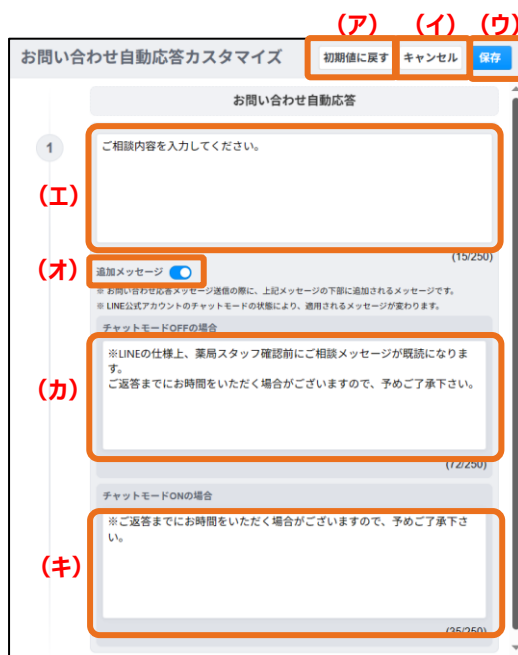 (ア) (イ) (ウ)
お問い合わせ自動応答カスタマイズ 初期値に戻す キャンセル 保存
お問い合わせ自動応答
1
ご相談内容を入力してください。
(エ)
(15/250)
(オ)
追加メッセージ
※ お問い合わせ応答メッセージ送信の際に、上記メッセージの下部に追加されるメッセージです。
※ LINE公式アカウントのチャットモードの状態により、適用されるメッセージが変わります。
チャットモードOFFの場合
※LINEの仕様上、薬局スタッフ確認前にご相談メッセージが既読になりま
す。
ご返答までにお時間をいただく場合がございますので、予めご了承下さい。
(カ)
(72/250)
チャットモードONの場合
※ご返答までにお時間をいただく場合がございますので、予めご了承下さ
い。
(キ)
(35/250)